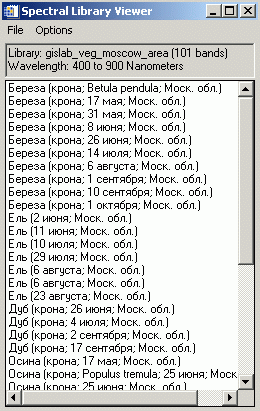 Spectral Library Viewer
File Options
Library: gislab_veg_moscow_area (101 bands)
Wavelength: 400 to 900 Nanometers
Береза (крона; Betula pendula; Моск. обл.)
Береза (крона; 17 мая; Моск. обл.)
Береза (крона; 31 мая; Моск. обл.)
Береза (крона; 8 июня; Моск. обл.)
Береза (крона; 26 июня; Моск. обл.)
Береза (крона; 14 июля; Моск. обл.)
Береза (крона; 6 августа; Моск. обл.)
Береза (крона; 1 сентября; Моск. обл.)
Береза (крона; 10 сентября; Моск. обл.)
Береза (крона; 1 октября; Моск. обл.)
Ель (2 июня; Моск. обл.)
Ель (11 июня; Моск. обл.)
Ель (10 июля; Моск. обл.)
Ель (29 июля; Моск. обл.)
Ель (6 августа; Моск. обл.)
Ель (6 августа; Моск. обл.)
Ель (23 августа; Моск. обл.)
Дуб (крона; 26 июня; Моск. обл.)
Дуб (крона; 4 июля; Моск. обл.)
Дуб (крона; 2 сентября; Моск. обл.)
Дуб (крона; 17 сентября; Моск. обл.)
Осина (крона; 17 мая; Моск. обл.)
Осина (крона; Populus tremula; 25 июня; Моск
Осина (крона; 25 июня; Моск. обл.)